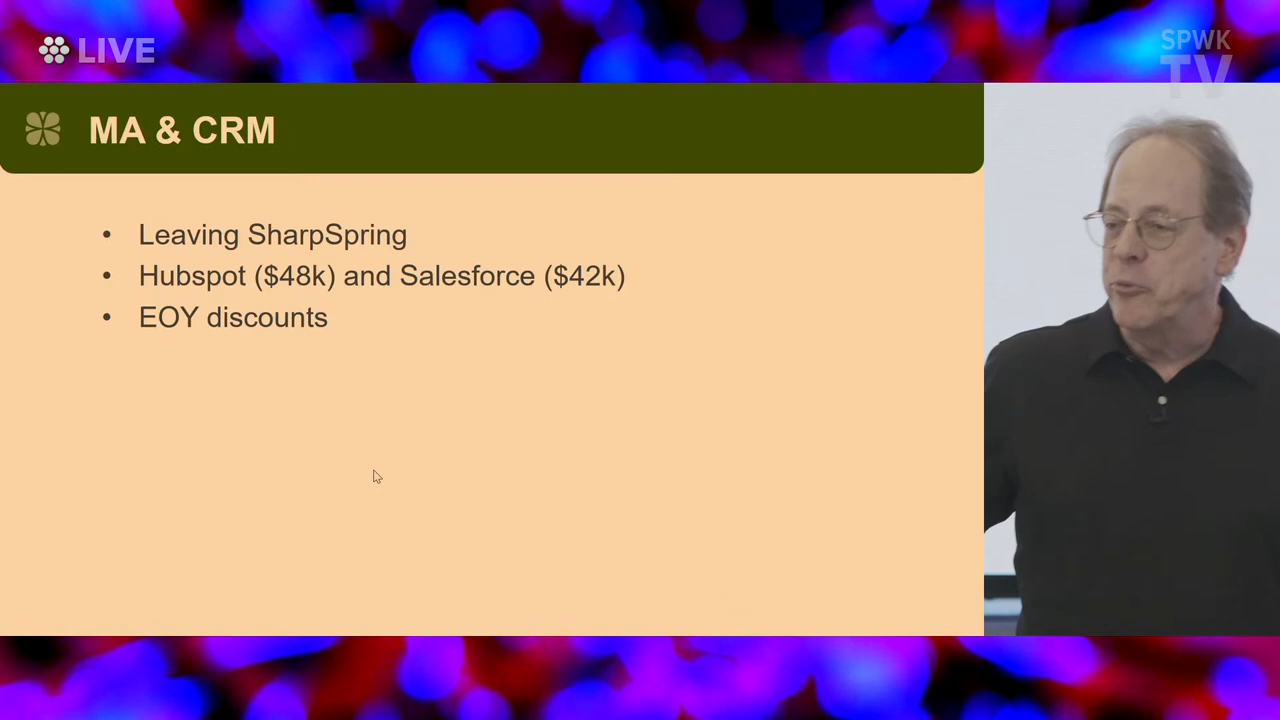 LIVE
SPWK
TV
MA & CRM
• Leaving SharpSpring
• Hubspot ($48k) and Salesforce ($42k)
• EOY discounts